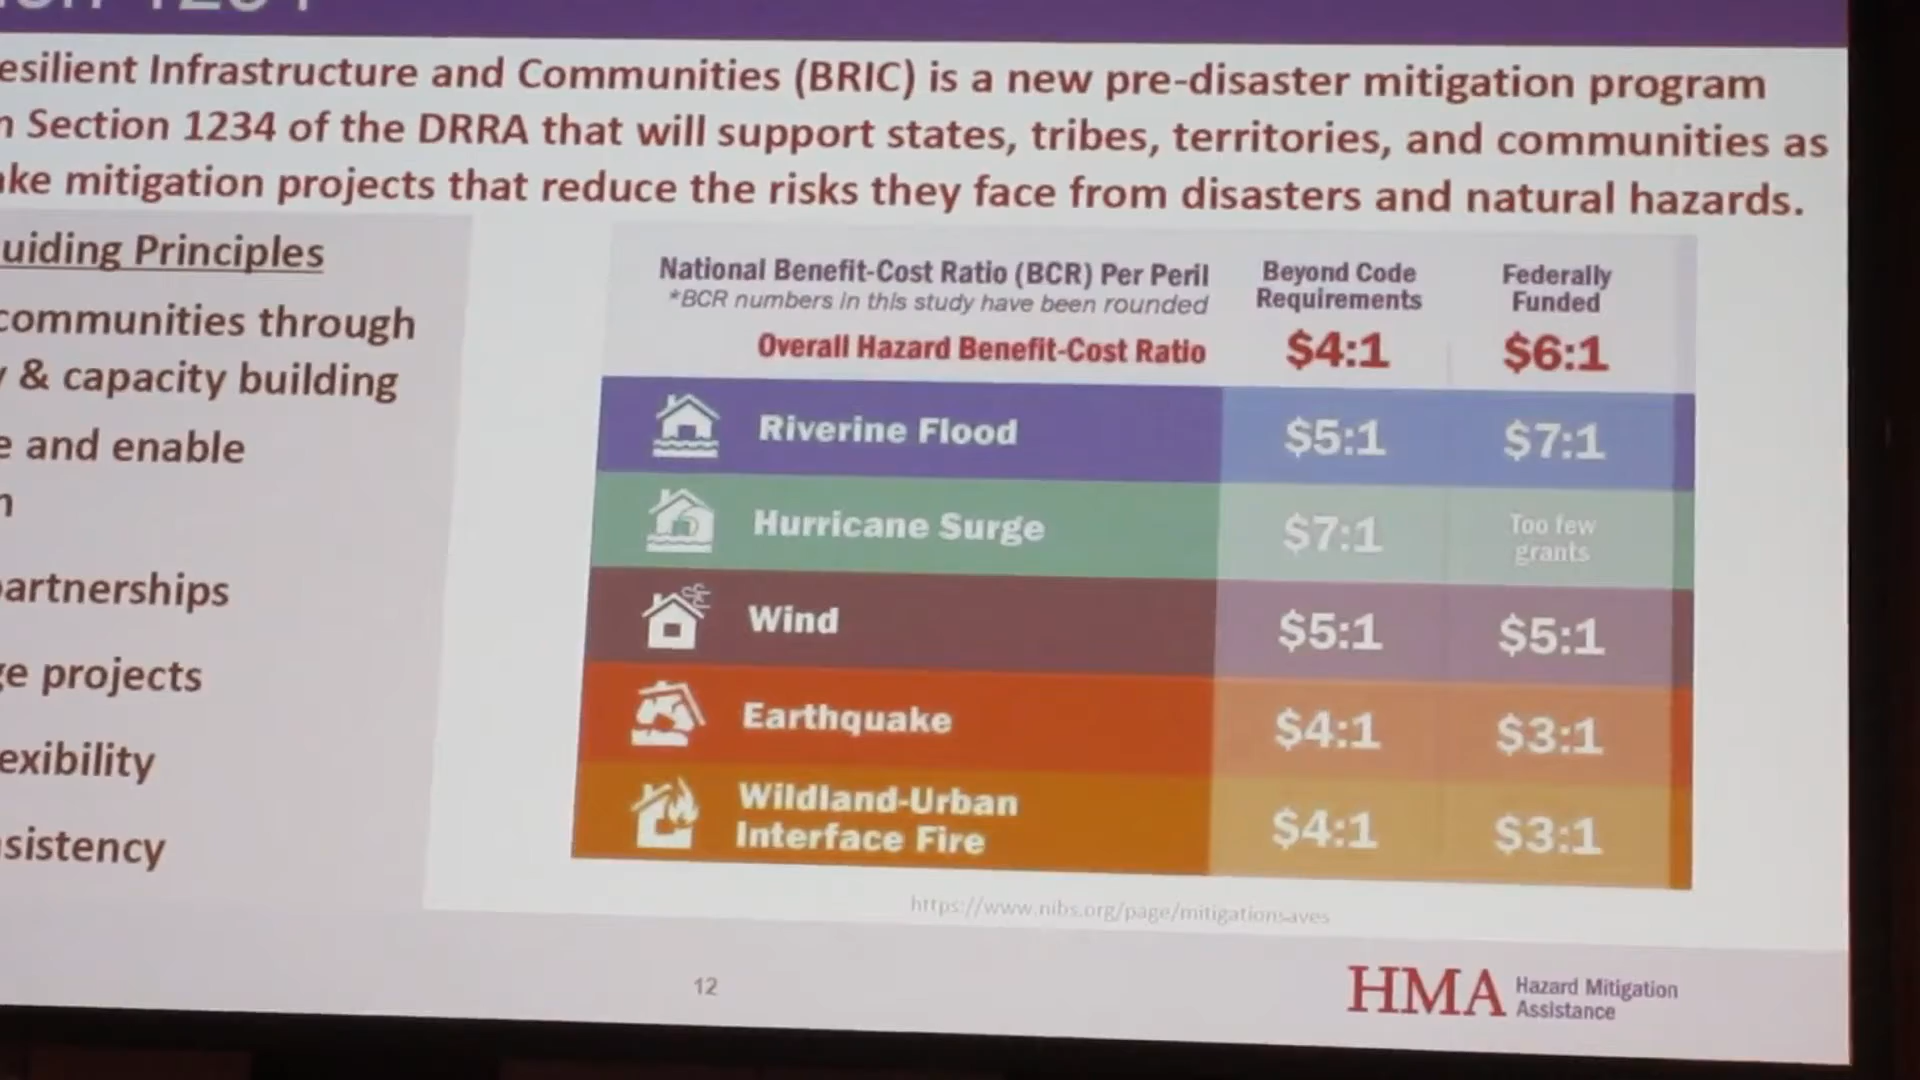 esilient Infrastructure and Communities (BRIC) is a new pre-disaster mitigation program
n Section 1234 of the DRRA that will support states, tribes, territories, and communities as
ake mitigation projects that reduce the risks they face from disasters and natural hazards.
uiding Principles
communities through
y & capacity building
e and enable
n
partnerships
ge projects
exibility
sistency
National Benefit-Cost Ratio (BCR) Per Peril
*BCR numbers in this study have been rounded
Beyond Code
Requirements
Federally
Funded
Overall Hazard Benefit-Cost Ratio $4:1 $6:1
Riverine Flood $5:1 $7:1
Hurricane Surge $7:1 Too few
grants
Wind $5:1 $5:1
Earthquake $4:1 $3:1
Wildland-Urban
Interface Fire $4:1 $3:1
https://www.nibs.org/page/mitigationsaves
12
HMA Hazard Mitigation
Assistance